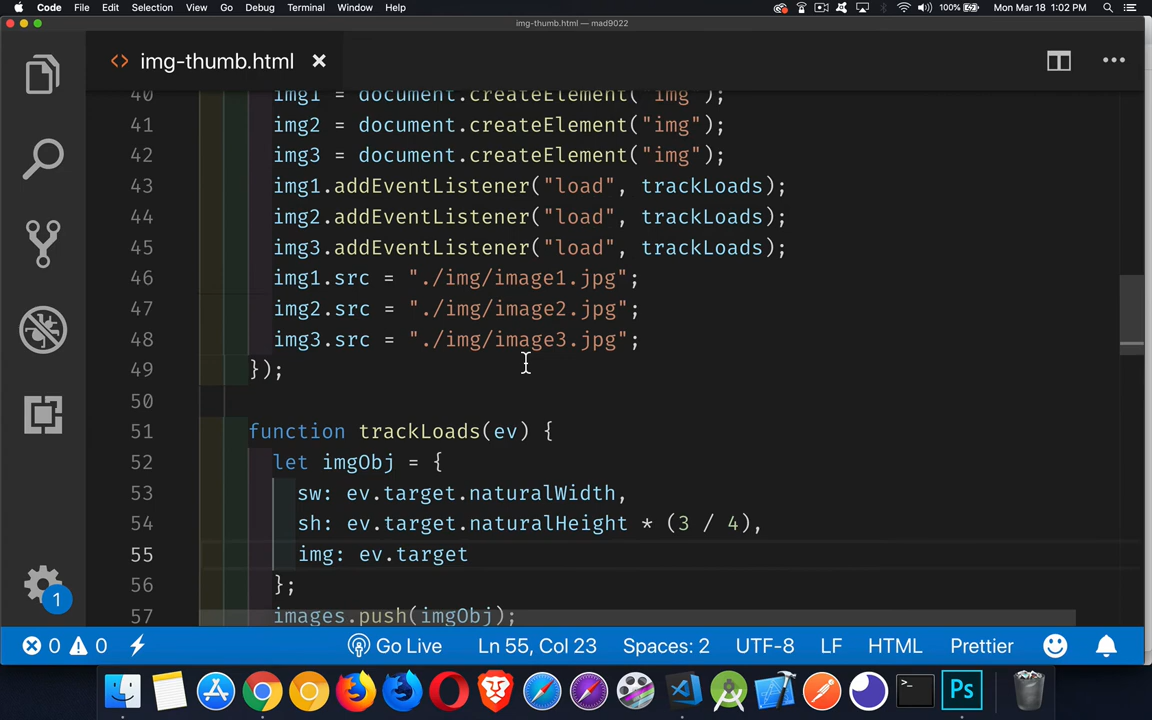 Code File Edit Selection View Go Debug Terminal Window Help 100% Mon Mar 18 1:02 PM
img-thumb.html — mad9022
<> img-thumb.html ×
40 img1 = document.createElement("img");
41 img2 = document.createElement("img");
42 img3 = document.createElement("img");
43 img1.addEventListener("load", trackLoads);
44 img2.addEventListener("load", trackLoads);
45 img3.addEventListener("load", trackLoads);
46 img1.src = "./img/image1.jpg";
47 img2.src = "./img/image2.jpg";
48 img3.src = "./img/image3.jpg";
49 });
50
51 function trackLoads(ev) {
52 let imgObj = {
53 sw: ev.target.naturalWidth,
54 sh: ev.target.naturalHeight * (3 / 4),
55 img: ev.target
56 };
57 images.push(imgObj);
1
0 0 Go Live Ln 55, Col 23 Spaces: 2 UTF-8 LF HTML Prettier
>_ Ps